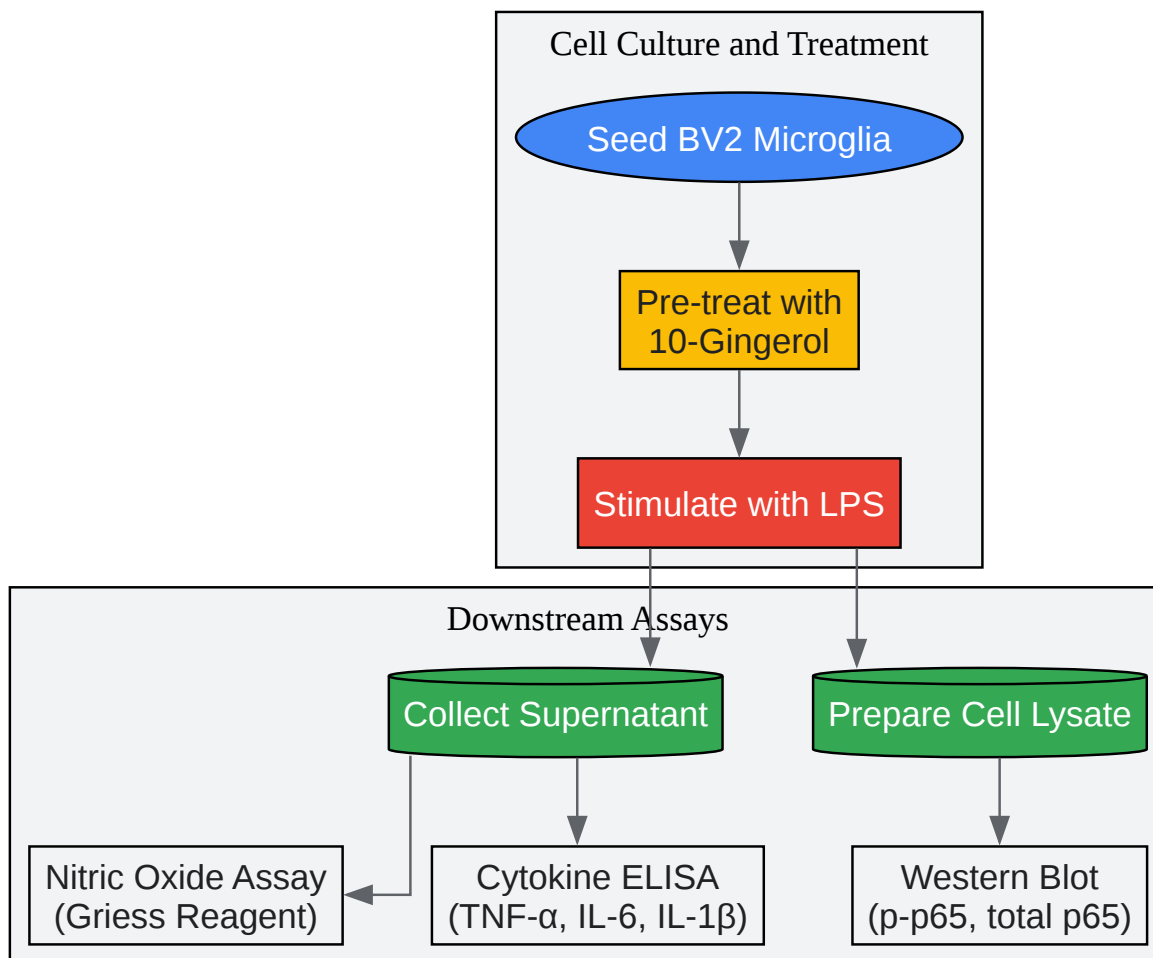 Cell Culture and Treatment
Seed BV2 Microglia
Pre-treat with
10-Gingerol
Stimulate with LPS
Downstream Assays
Collect Supernatant
Prepare Cell Lysate
Nitric Oxide Assay
(Griess Reagent)
Cytokine ELISA
(TNF-α, IL-6, IL-1β)
Western Blot
(p-p65, total p65)